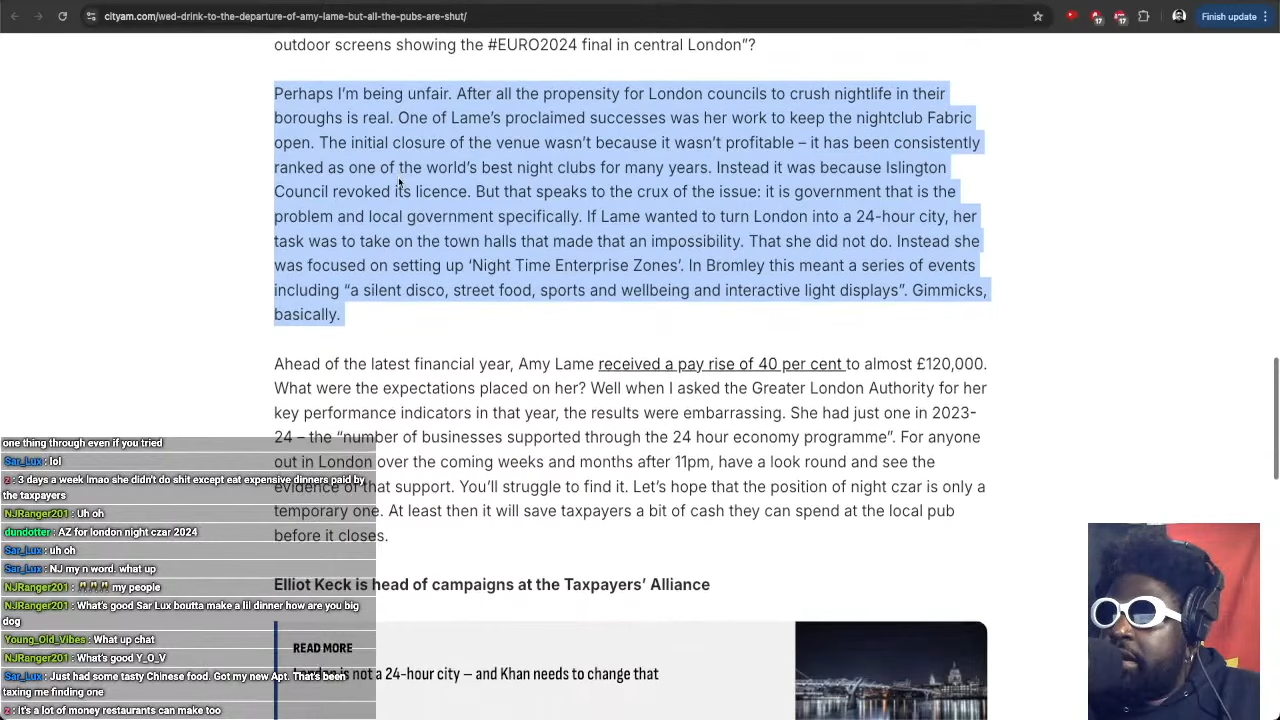 cityam.com/wed-drink-to-the-departure-of-amy-lame-but-all-the-pubs-are-shut/
Finish update
17
17
outdoor screens showing the #EURO2024 final in central London”?
Perhaps I’m being unfair. After all the propensity for London councils to crush nightlife in their
boroughs is real. One of Lame’s proclaimed successes was her work to keep the nightclub Fabric
open. The initial closure of the venue wasn’t because it wasn’t profitable – it has been consistently
ranked as one of the world’s best night clubs for many years. Instead it was because Islington
Council revoked its licence. But that speaks to the crux of the issue: it is government that is the
problem and local government specifically. If Lame wanted to turn London into a 24-hour city, her
task was to take on the town halls that made that an impossibility. That she did not do. Instead she
was focused on setting up ‘Night Time Enterprise Zones’. In Bromley this meant a series of events
including “a silent disco, street food, sports and wellbeing and interactive light displays”. Gimmicks,
basically.
Ahead of the latest financial year, Amy Lame received a pay rise of 40 per cent to almost £120,000.
What were the expectations placed on her? Well when I asked the Greater London Authority for her
key performance indicators in that year, the results were embarrassing. She had just one in 2023-
24 – the “number of businesses supported through the 24 hour economy programme”. For anyone
out in London over the coming weeks and months after 11pm, have a look round and see the
evidence of that support. You’ll struggle to find it. Let’s hope that the position of night czar is only a
temporary one. At least then it will save taxpayers a bit of cash they can spend at the local pub
before it closes.
Elliot Keck is head of campaigns at the Taxpayers’ Alliance
READ MORE
London is not a 24-hour city – and Khan needs to change that
one thing through even if you tried
Sar_Lux : lol
z : 3 days a week lmao she didn't do shit except eat expensive dinners paid by
the taxpayers
NJRanger201 : Uh oh
dundotter : AZ for london night czar 2024
Sar_Lux : uh oh
Sar_Lux : NJ my n word. what up
NJRanger201 : my people
NJRanger201 : What's good Sar Lux boutta make a lil dinner how are you big
dog
Young_Old_Vibes : What up chat
NJRanger201 : What's good Y_O_V
Sar_Lux : Just had some tasty Chinese food. Got my new Apt. That's been
taxing me finding one
z : it's a lot of money restaurants can make too